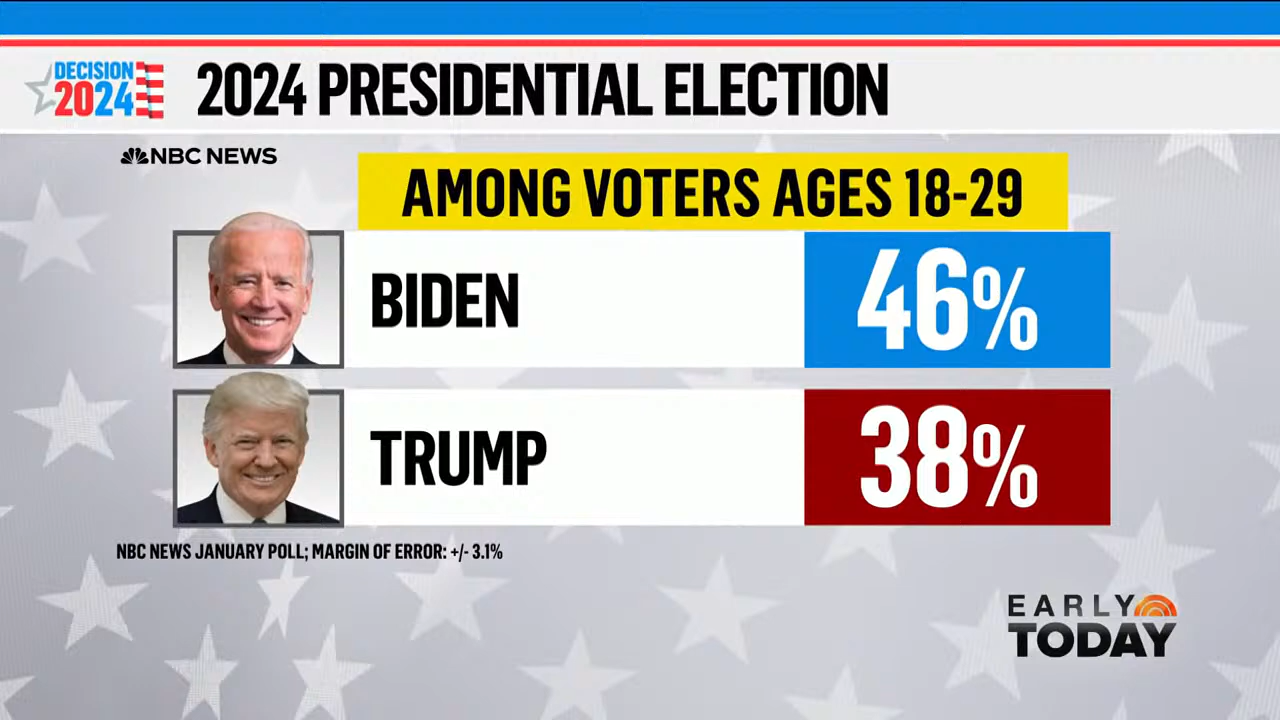 DECISION
2024
2024 PRESIDENTIAL ELECTION
NBC NEWS
AMONG VOTERS AGES 18-29
BIDEN
46%
TRUMP
38%
NBC NEWS JANUARY POLL; MARGIN OF ERROR: +/- 3.1%
EARLY
TODAY